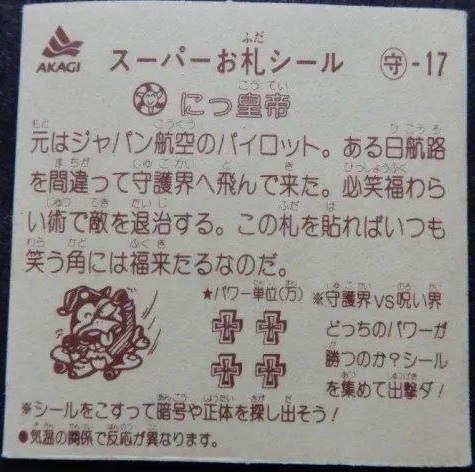 AKAGI
スーパーお札シール
守-17
にっ皇帝
元はジャパン航空のパイロット。ある日航路
を間違って守護界へ飛んで来た。必笑福わら
い術で敵を退治する。この札を貼ればいつも
笑う角には福来たるなのだ。
★パワー単位(万)
※守護界VS呪い界
どっちのパワーが
勝つのか?シール
を集めて出撃ダ!
※シールをこすって暗号や正体を探し出そう!
●気温の関係で反応が異なります。